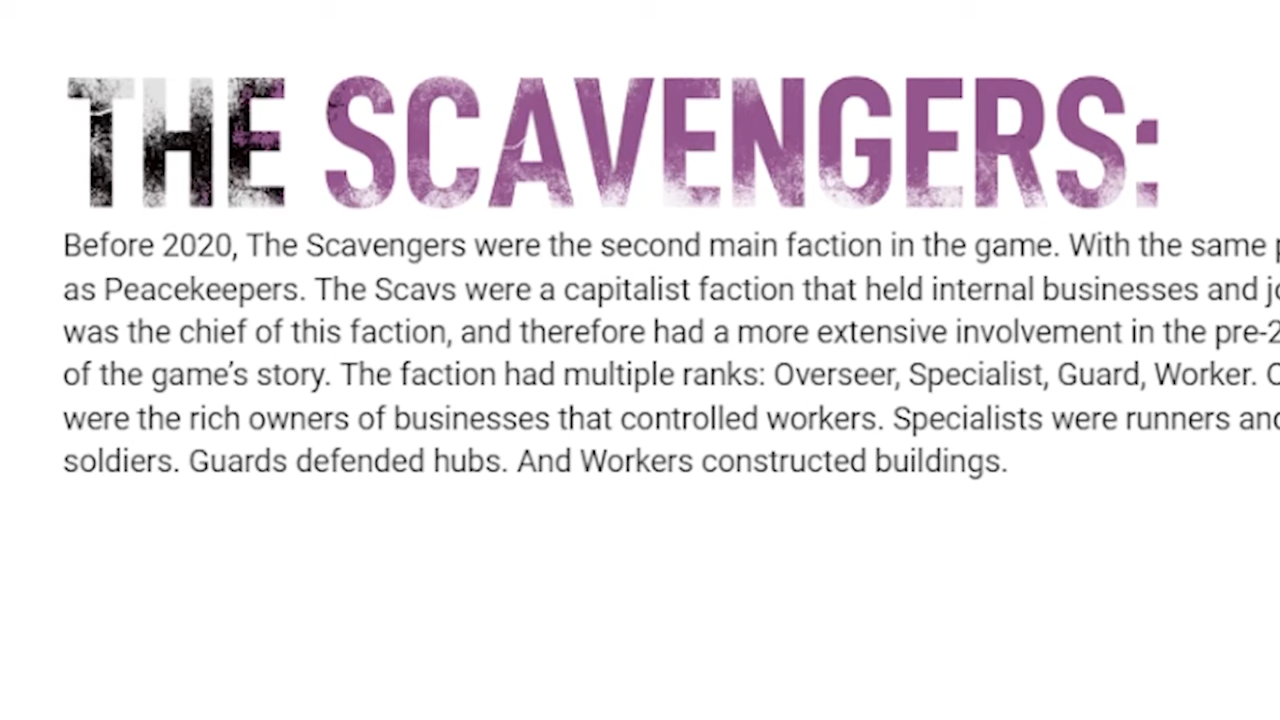 THE SCAVENGERS:
Before 2020, The Scavengers were the second main faction in the game. With the same
as Peacekeepers. The Scavs were a capitalist faction that held internal businesses and
was the chief of this faction, and therefore had a more extensive involvement in the pre-2
of the game’s story. The faction had multiple ranks: Overseer, Specialist, Guard, Worker.
were the rich owners of businesses that controlled workers. Specialists were runners and
soldiers. Guards defended hubs. And Workers constructed buildings.